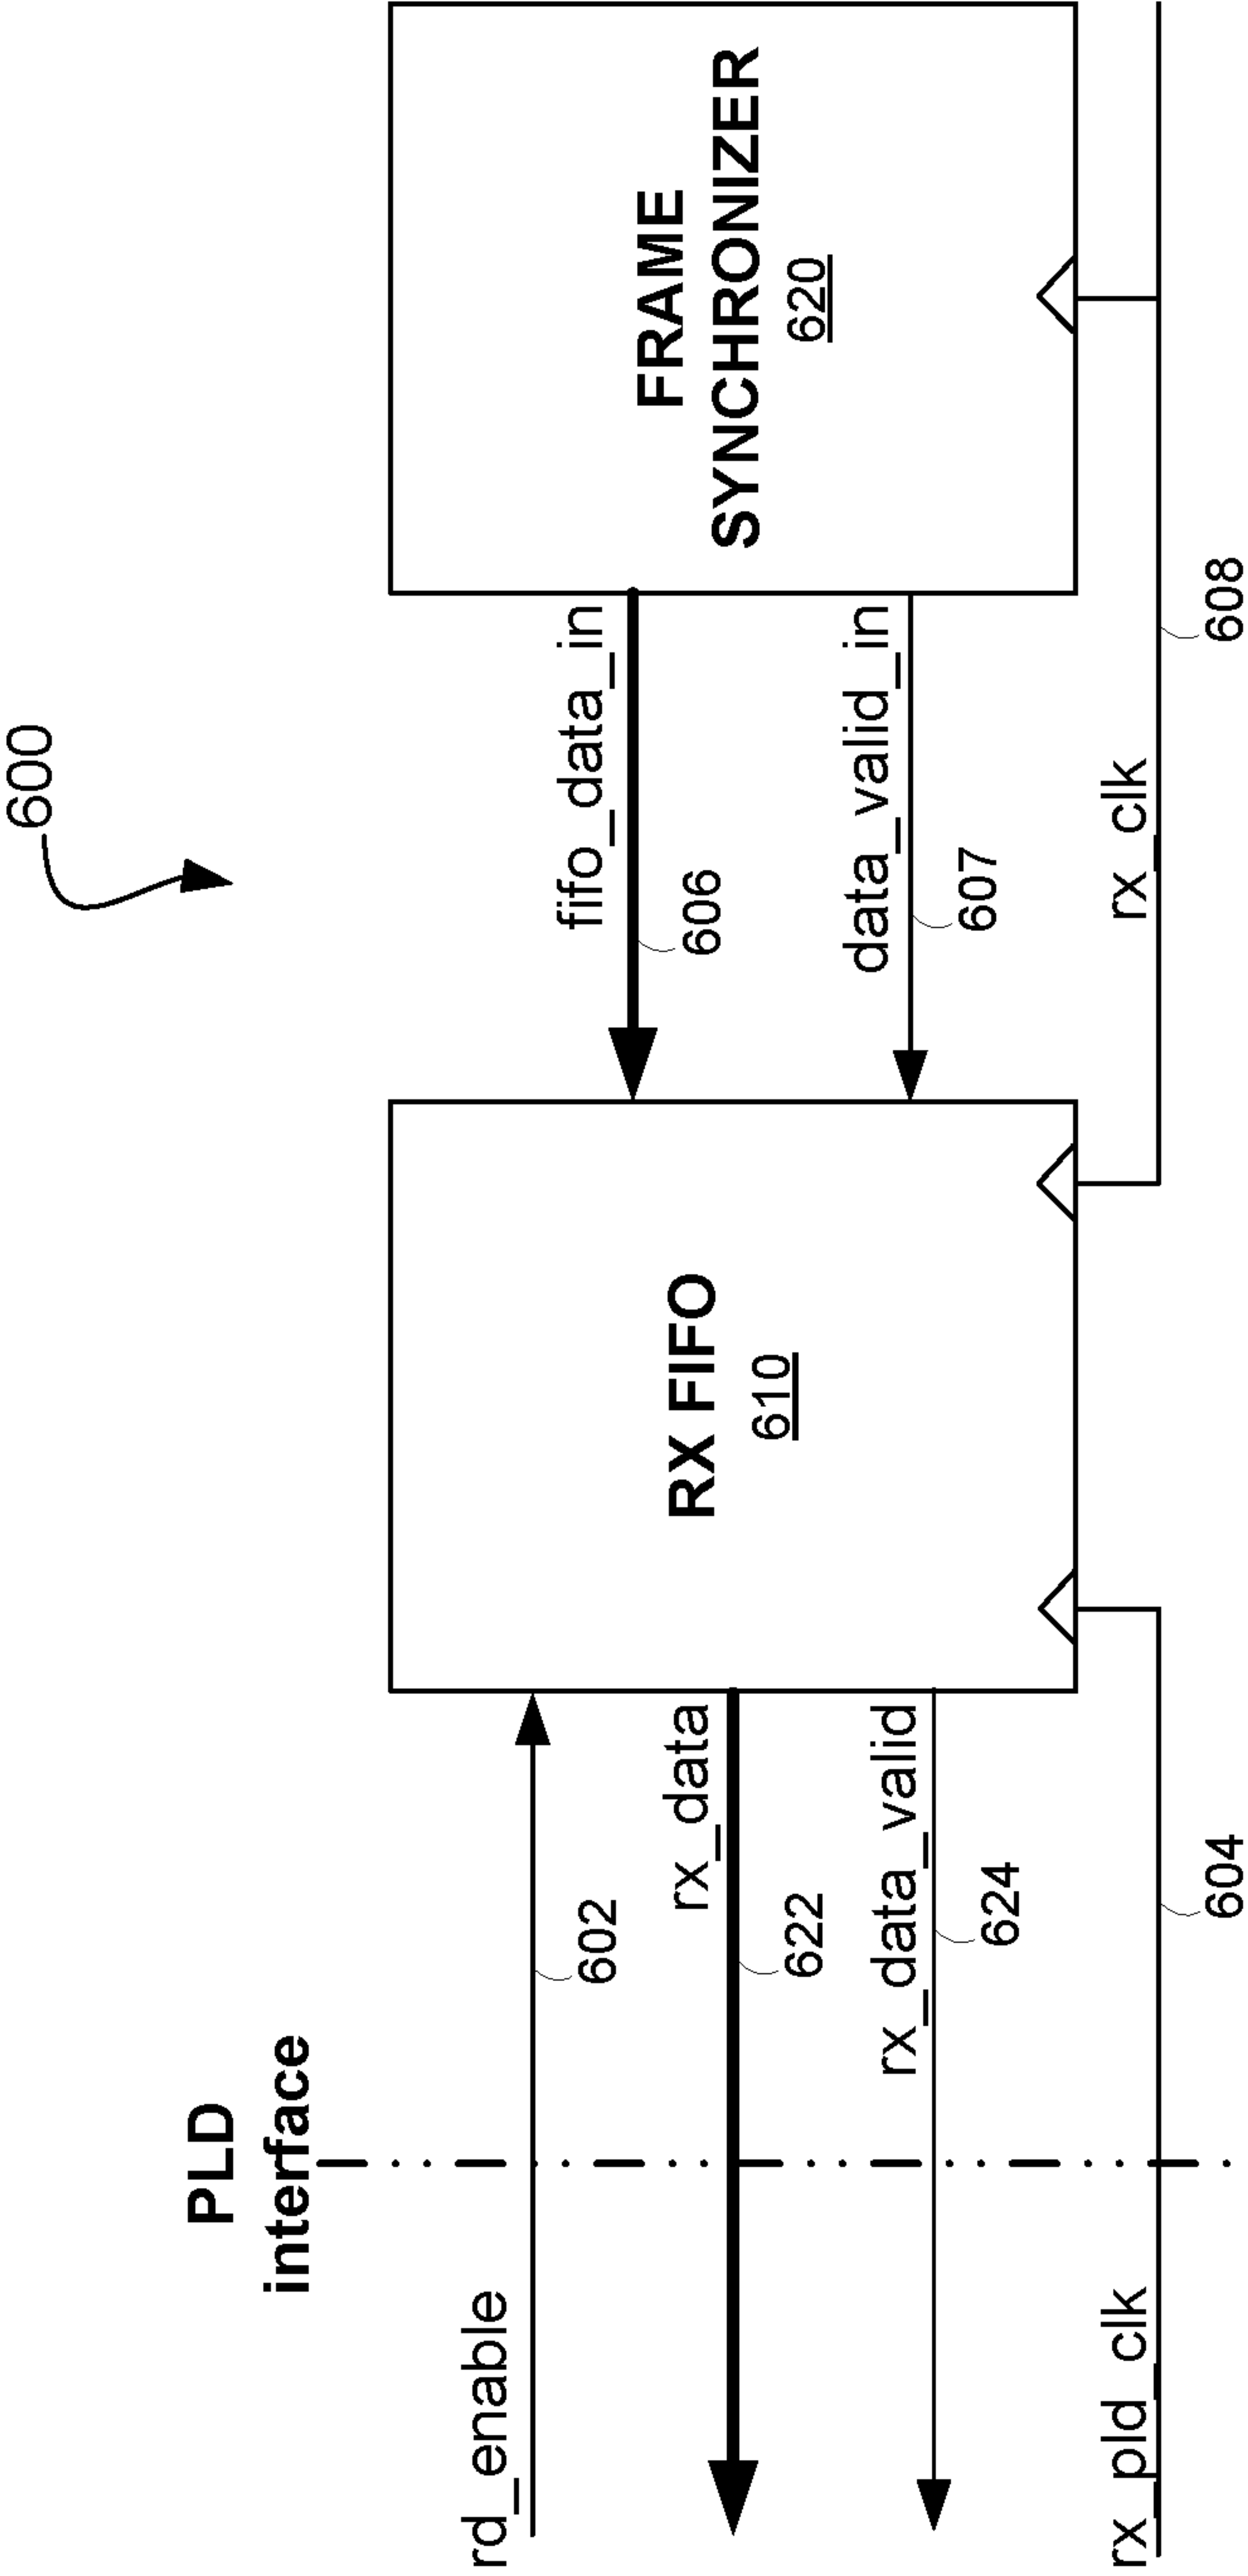 600
PLD
interface
rd_enable
602
rx_data
622
rx_data_valid
624
rx_pld_clk
604
RX FIFO
610
fifo_data_in
606
data_valid_in
607
rx_clk
608
FRAME
SYNCHRONIZER
620